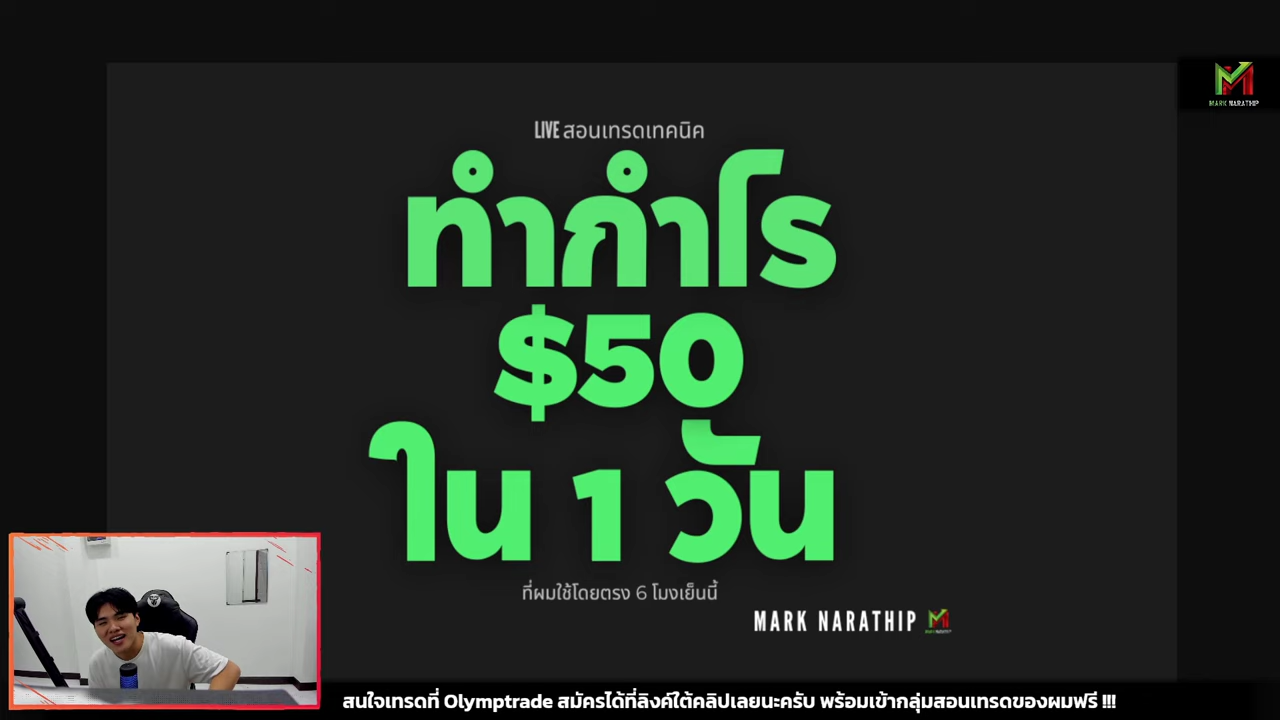 MARK NARATHIP
LIVE สอนเทรดเทคนิค
ทำกำไร
$50
ใน 1 วัน
ที่ผมใช้โดยตรง 6 โมงเย็นนี้
MARK NARATHIP
สนใจเทรดที่ Olymptrade สมัครได้ที่ลิงค์ใต้คลิปเลยนะครับ พร้อมเข้ากลุ่มสอนเทรดของผมฟรี !!!